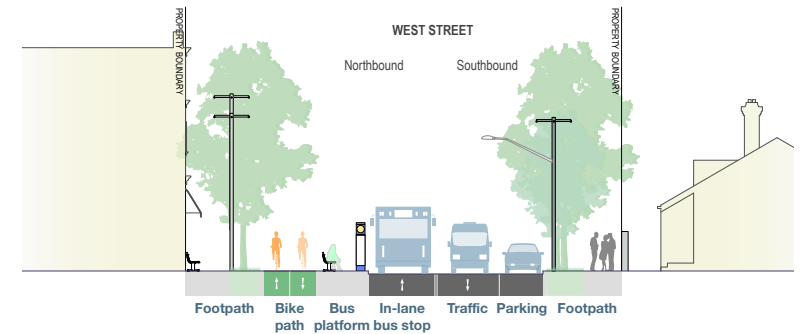 PROPERTY BOUNDARY
WEST STREET
PROPERTY BOUNDARY
Northbound
Southbound
Footpath
Bike
path
Bus
platform
In-lane
bus stop
Traffic
Parking
Footpath